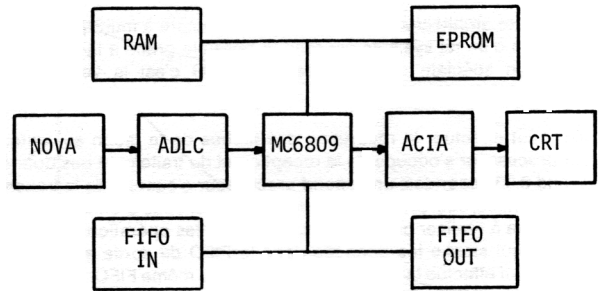 RAM
EPROM
NOVA
ADLC
MC6809
ACIA
CRT
FIFO
IN
FIFO
OUT